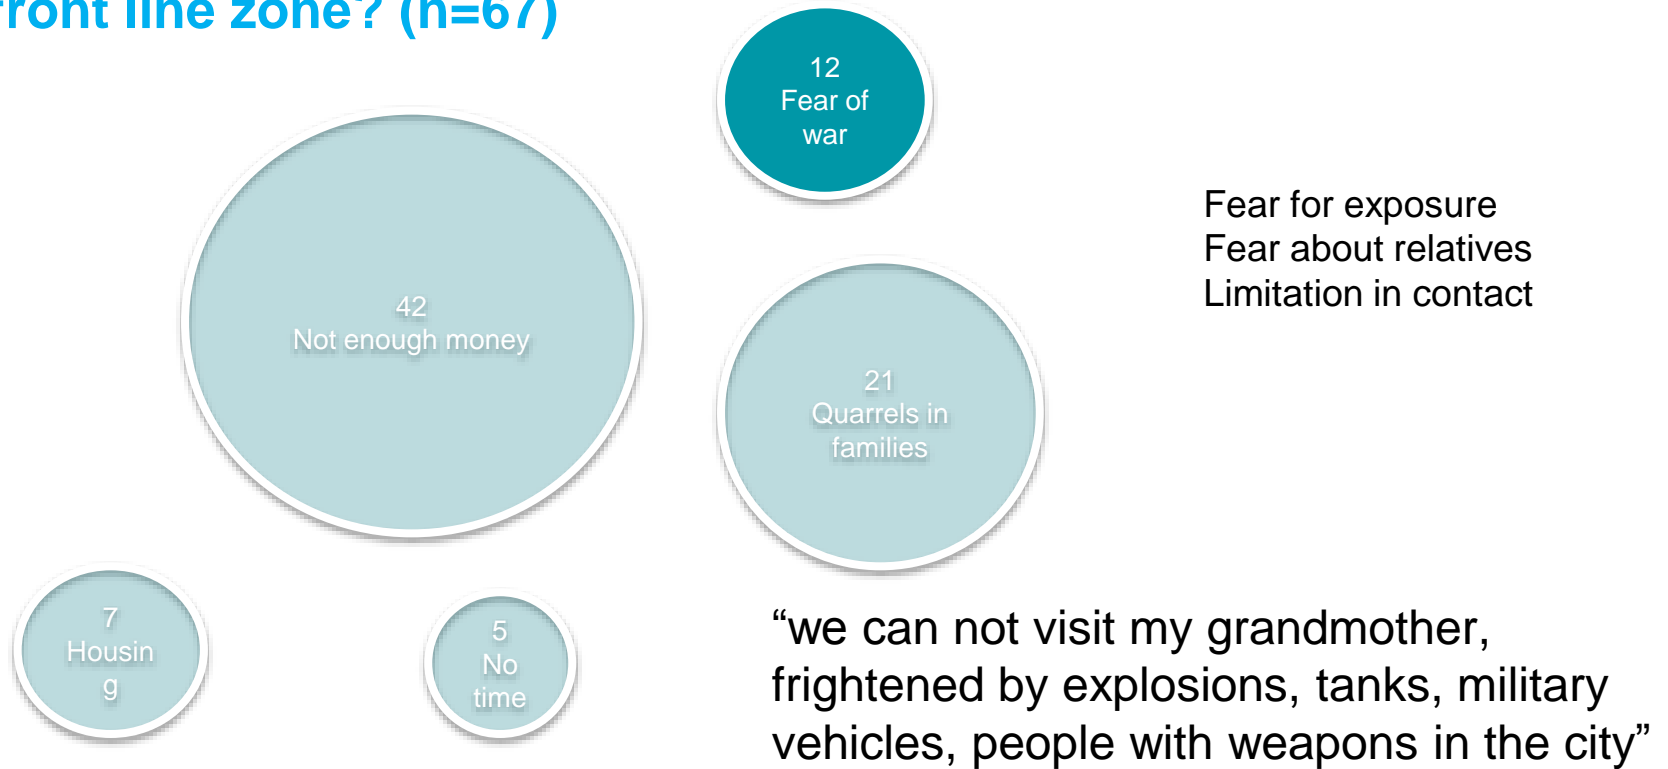 front line zone? (n=67)
12
Fear of
war
Fear for exposure
Fear about relatives
Limitation in contact
42
Not enough money
21
Quarrels in
families
7
Housin
g
5
No
time
“we can not visit my grandmother,
frightened by explosions, tanks, military
vehicles, people with weapons in the city”